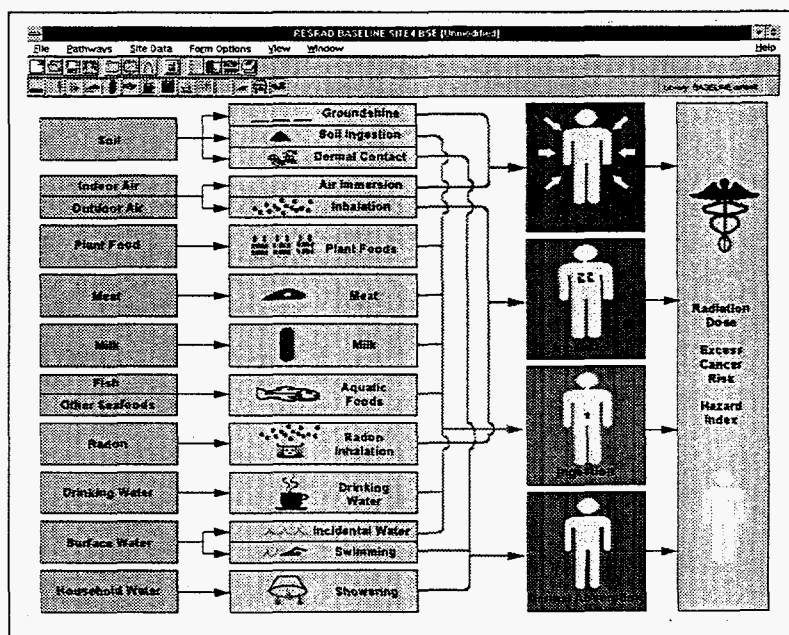 RESRAD BASELINE SITE4.BSE [Unmodified]
File Pathways Site Data Form Options View Window Help
Soil
Groundshine
Soil Ingestion
Dermal Contact
Indoor Air
Outdoor Air
Air Immersion
Inhalation
Plant Food
Plant Foods
Meat
Meat
Milk
Milk
Fish
Other Seafoods
Aquatic
Foods
Radon
Radon
Inhalation
Drinking Water
Drinking
Water
Surface Water
Incidental Water
Swimming
Household Water
Showering
Ingestion
Radiation
Dose
Excess
Cancer
Risk
Hazard
Index